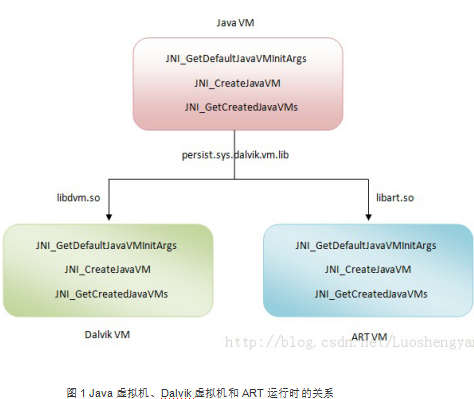 Java VM
JNI_GetDefaultJavaVMInitArgs
JNI_CreateJavaVM
JNI_GetCreatedJavaVMs
persist.sys.dalvik.vm.lib
libdvm.so
libart.so
JNI_GetDefaultJavaVMInitArgs
JNI_CreateJavaVM
JNI_GetCreatedJavaVMs
Dalvik VM
JNI_GetDefaultJavaVMInitArgs
JNI_CreateJavaVM
JNI_GetCreatedJavaVMs
ART VM
http://blog.csdn.net/Luoshengyan
图 1 Java 虚拟机、Dalvik 虚拟机和 ART 运行时的关系